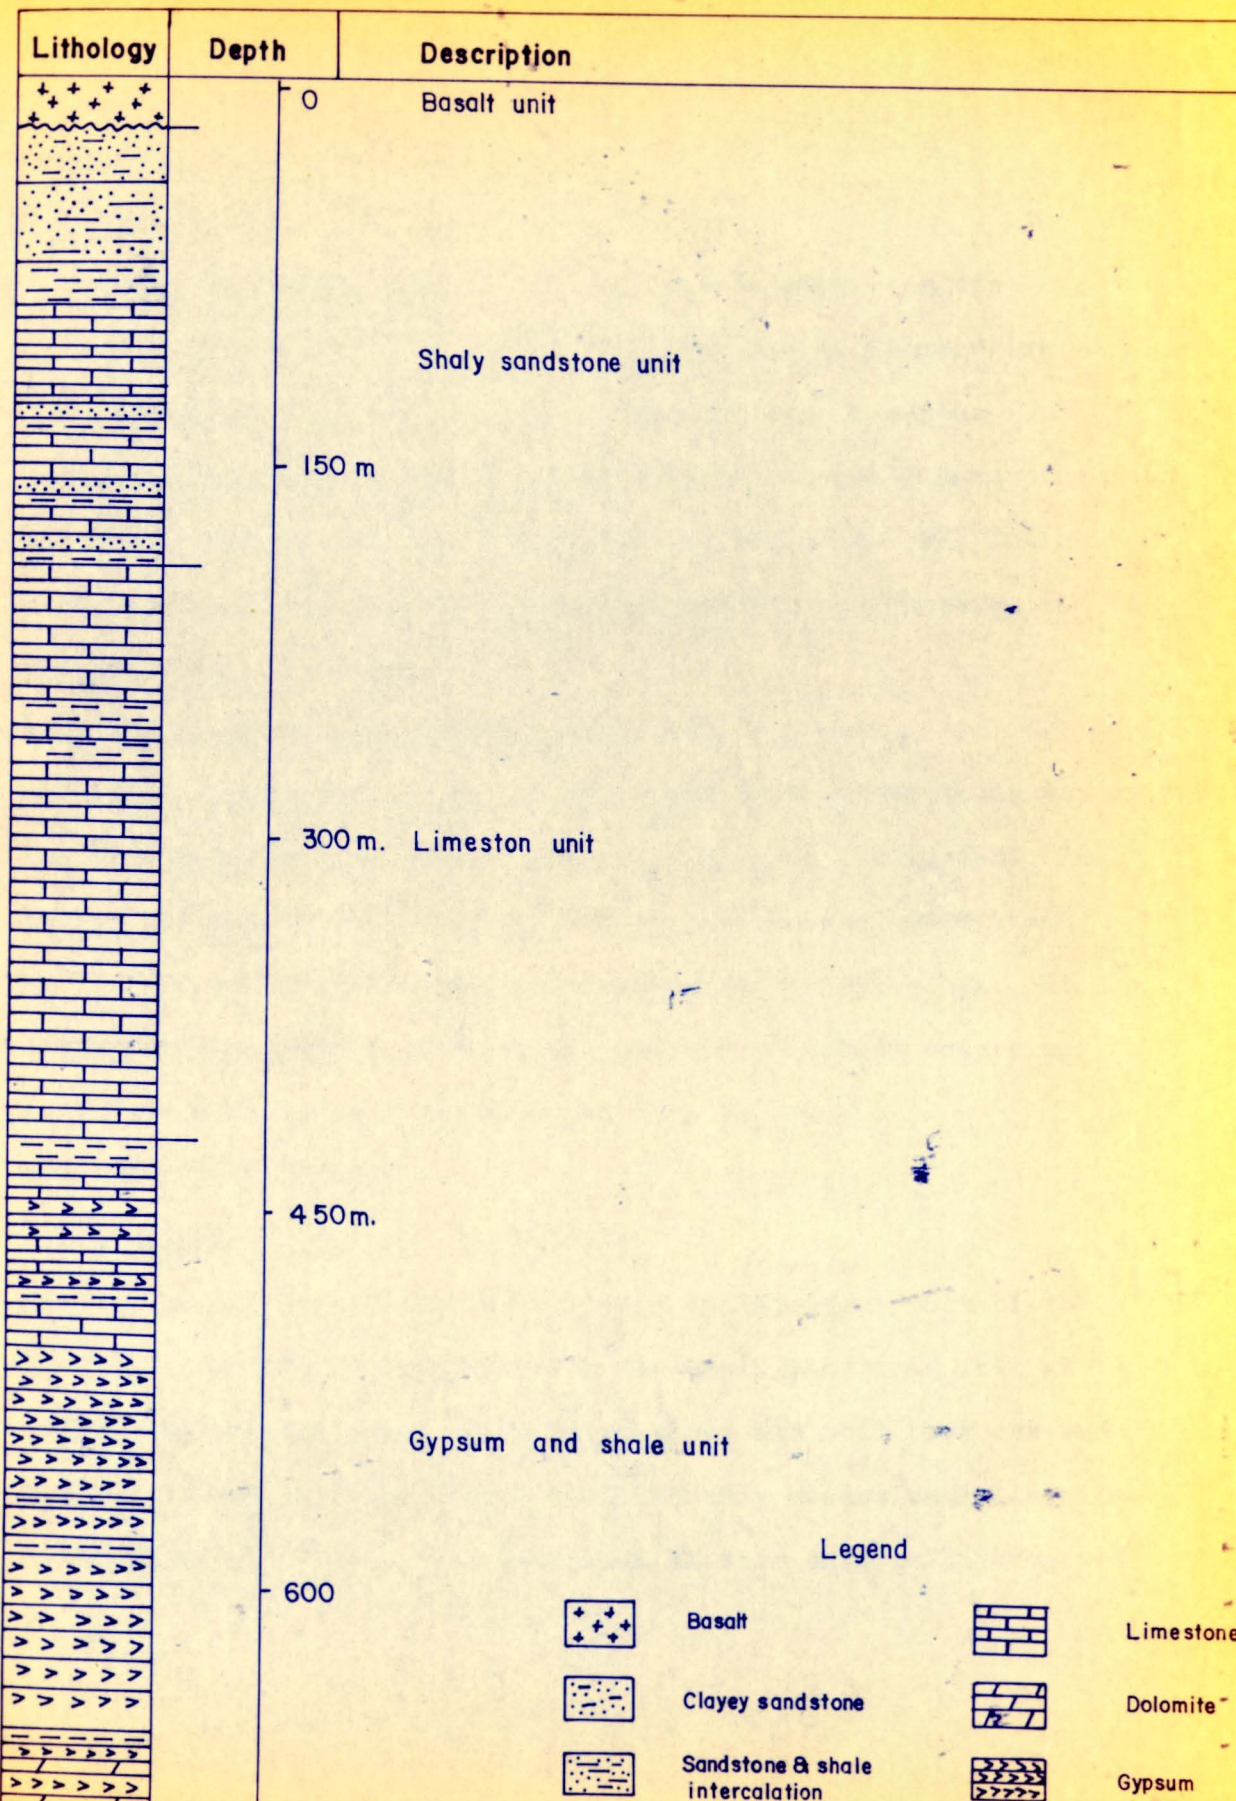 Lithology Depth Description
0 Basalt unit
Shaly sandstone unit
150 m
300 m. Limeston unit
450 m.
Gypsum and shale unit
Legend
600
Basalt Limestone
Clayey sandstone Dolomite
Sandstone & shale
intercalation Gypsum